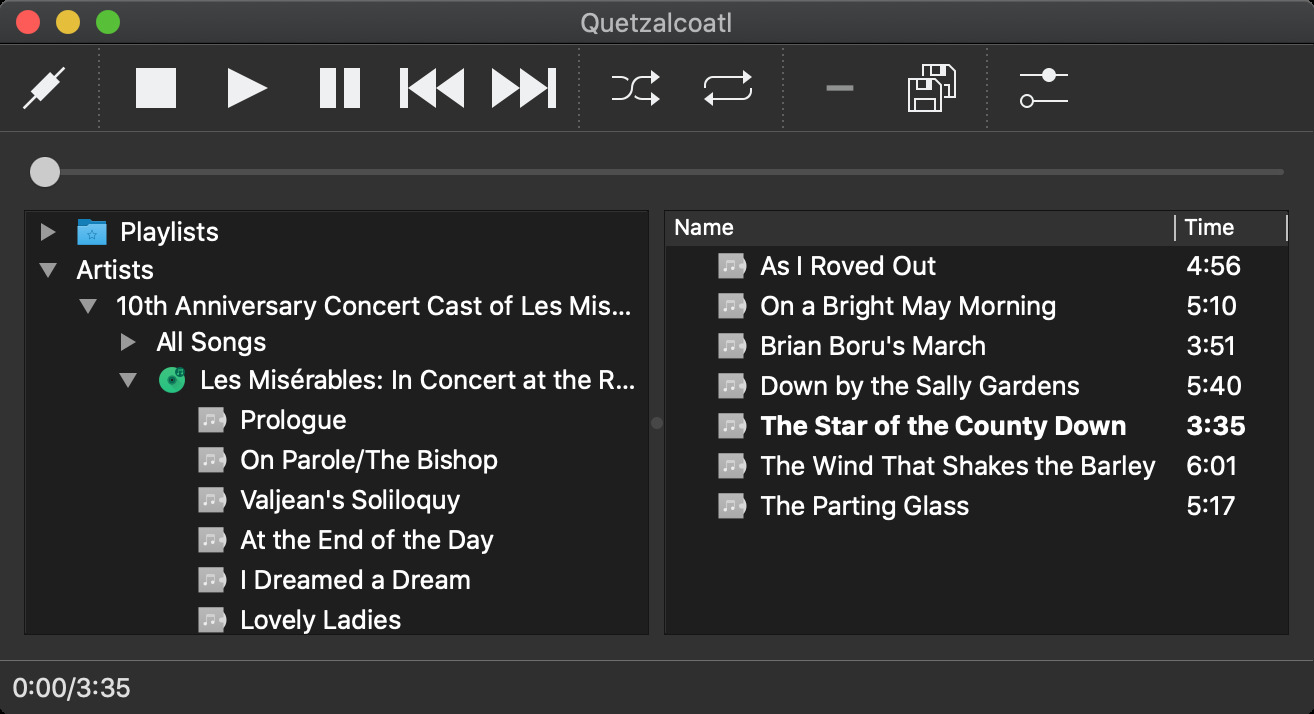 Quetzalcoatl
Playlists
Artists
10th Anniversary Concert Cast of Les Mis...
All Songs
Les Misérables: In Concert at the R...
Prologue
On Parole/The Bishop
Valjean's Soliloquy
At the End of the Day
I Dreamed a Dream
Lovely Ladies
Name Time
As I Roved Out 4:56
On a Bright May Morning 5:10
Brian Boru's March 3:51
Down by the Sally Gardens 5:40
The Star of the County Down 3:35
The Wind That Shakes the Barley 6:01
The Parting Glass 5:17
0:00/3:35